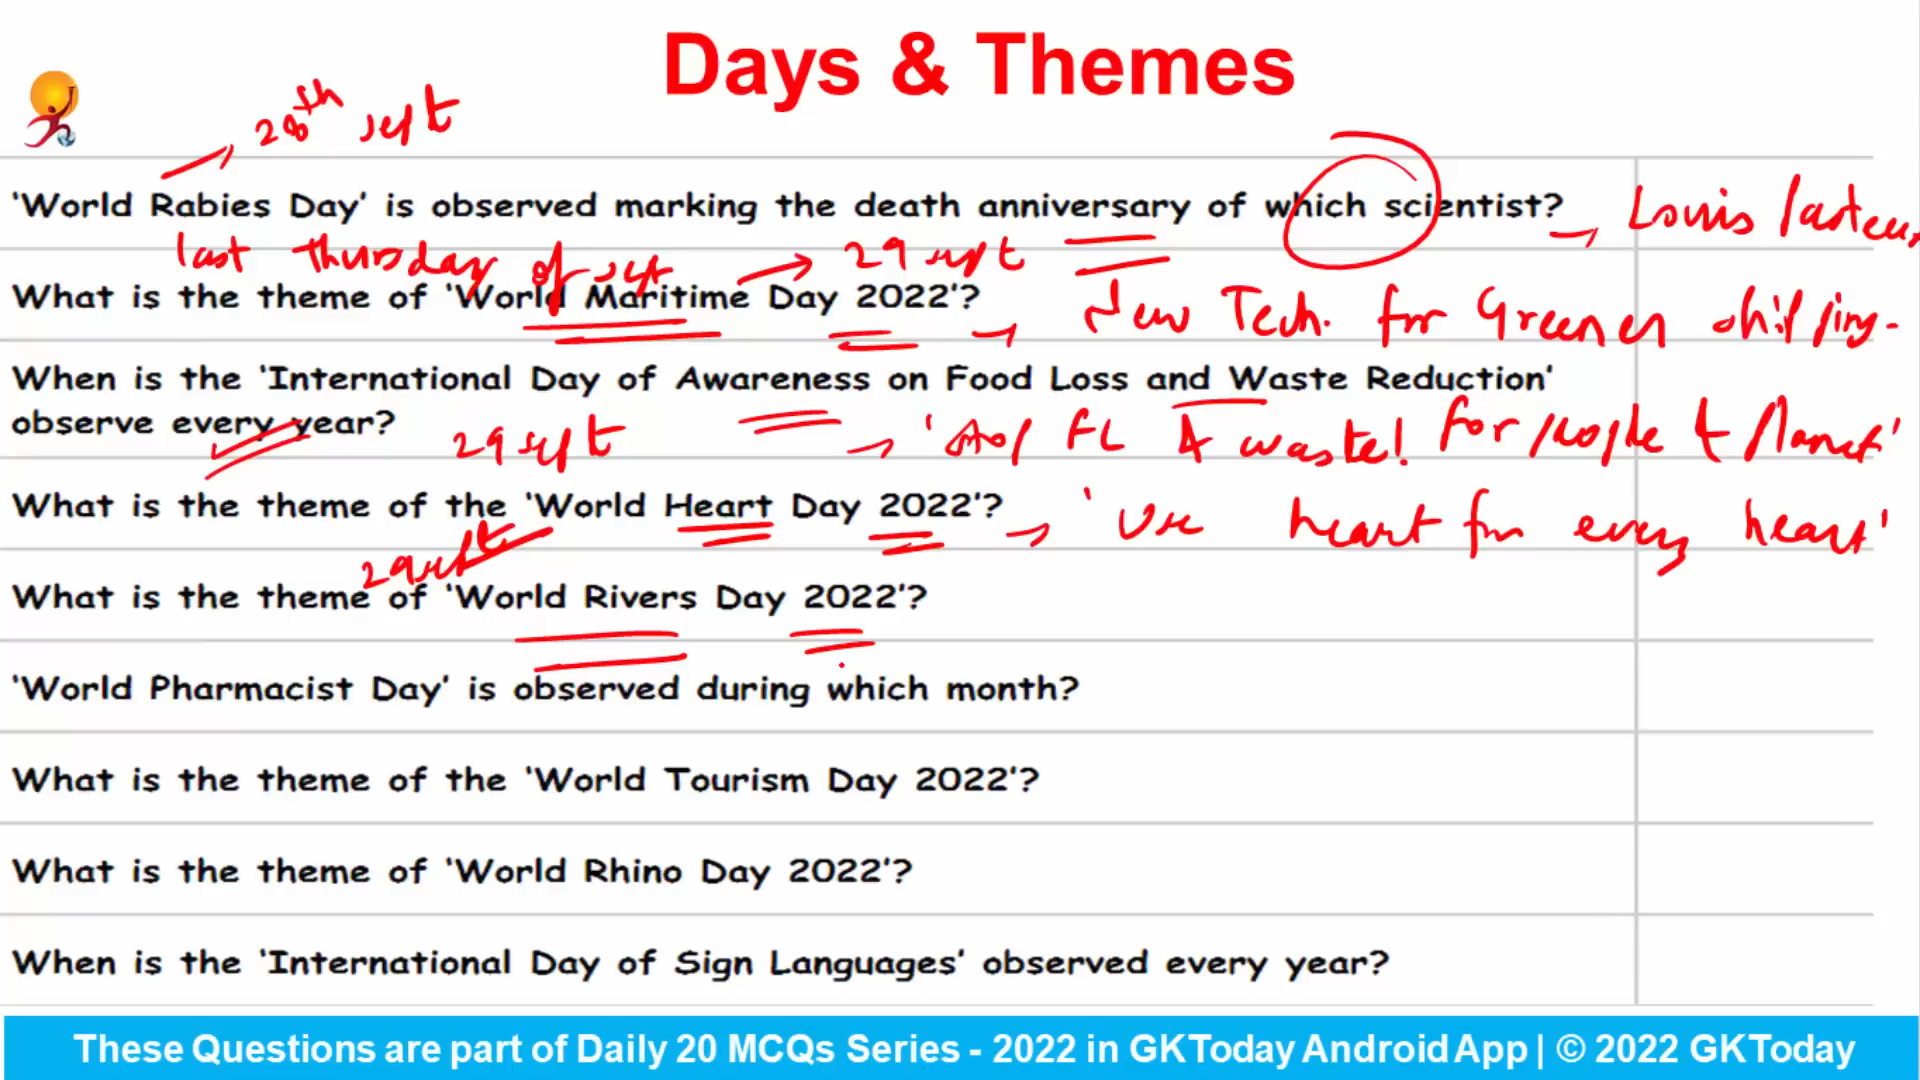 Days & Themes
28th sept
'World Rabies Day' is observed marking the death anniversary of which scientist?
Louis Pasteur
last thursday of sept
29 sept
What is the theme of 'World Maritime Day 2022'?
New Tech. for Greener shipping.
When is the 'International Day of Awareness on Food Loss and Waste Reduction'
observe every year?
29 sept
'Stop FL & waste! For people & planet'
What is the theme of the 'World Heart Day 2022'?
'Use heart for every heart'
29 sept
What is the theme of 'World Rivers Day 2022'?
'World Pharmacist Day' is observed during which month?
What is the theme of the 'World Tourism Day 2022'?
What is the theme of 'World Rhino Day 2022'?
When is the 'International Day of Sign Languages' observed every year?
These Questions are part of Daily 20 MCQs Series - 2022 in GKToday Android App | © 2022 GKToday